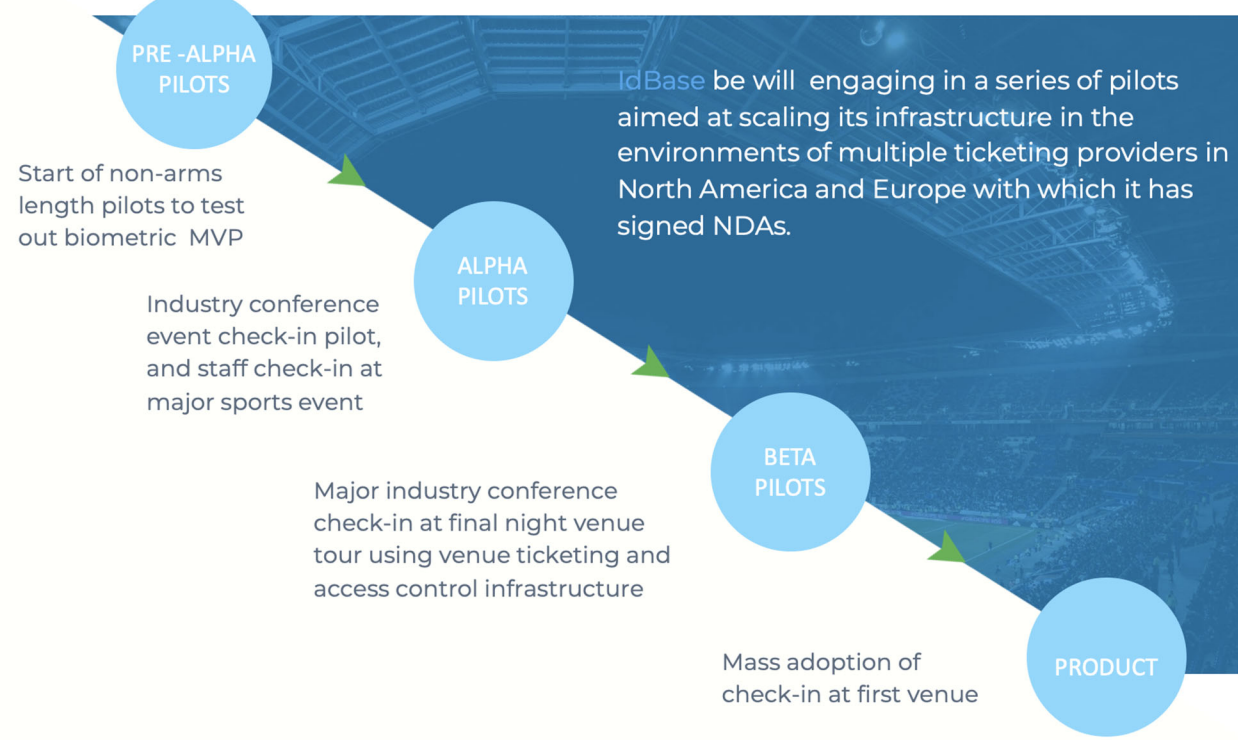 PRE -ALPHA
PILOTS
IdBase be will engaging in a series of pilots
aimed at scaling its infrastructure in the
environments of multiple ticketing providers in
North America and Europe with which it has
signed NDAs.
Start of non-arms
length pilots to test
out biometric MVP
ALPHA
PILOTS
Industry conference
event check-in pilot,
and staff check-in at
major sports event
BETA
PILOTS
Major industry conference
check-in at final night venue
tour using venue ticketing and
access control infrastructure
PRODUCT
Mass adoption of
check-in at first venue